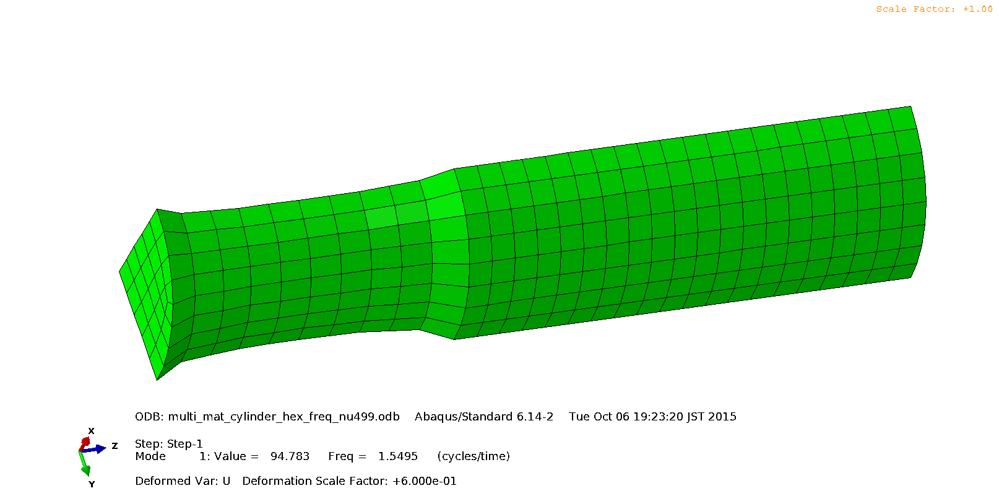 Scale Factor: +1.00
ODB: multi_mat_cylinder_hex_freq_nu499.odb Abaqus/Standard 6.14-2 Tue Oct 06 19:23:20 JST 2015
X
Z
Step: Step-1
Mode 1: Value = 94.783 Freq = 1.5495 (cycles/time)
Y
Deformed Var: U Deformation Scale Factor: +6.000e-01